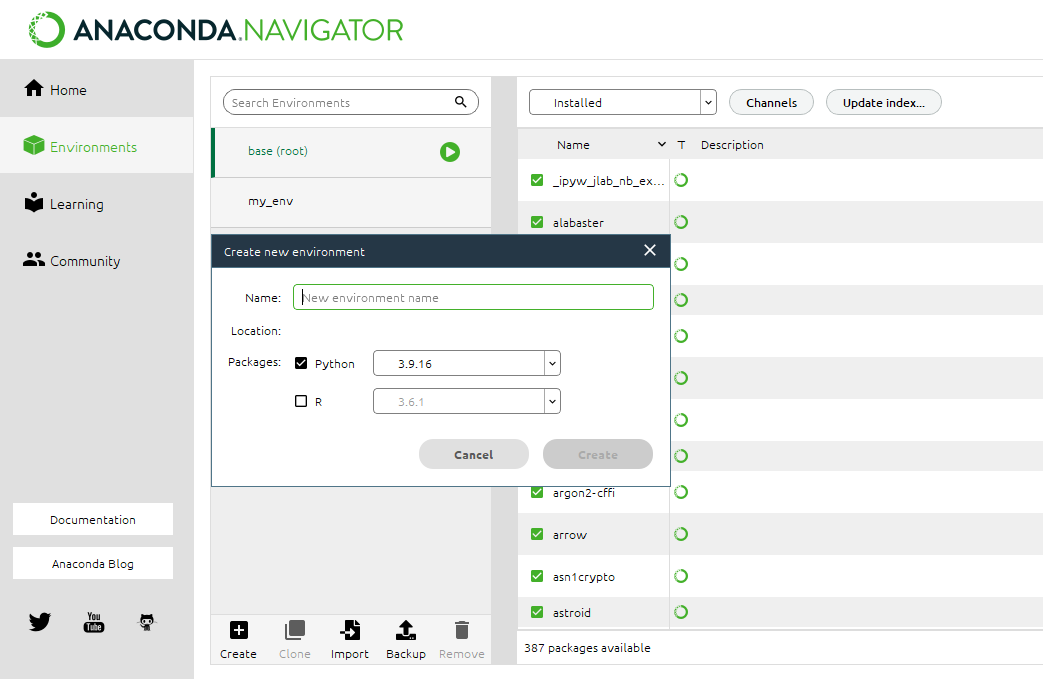 ANACONDA.NAVIGATOR
Home
Environments
Learning
Community
Documentation
Anaconda Blog
You
Tube
Search Environments
base (root)
my_env
Create new environment
Name: New environment name
Location:
Packages: Python 3.9.16
R 3.6.1
Cancel Create
Create Clone Import Backup Remove
Installed Channels Update index...
Name T Description
_ipyw_jlab_nb_ex...
alabaster
argon2-cffi
arrow
asn1crypto
astroid
387 packages available